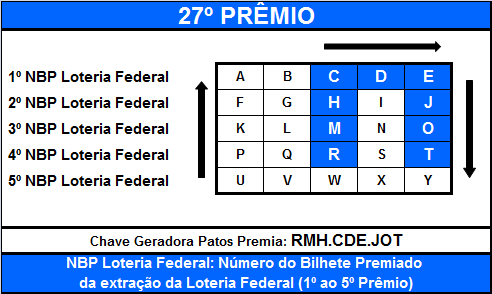 27º PRÊMIO
1º NBP Loteria Federal A B C D E
2º NBP Loteria Federal F G H I J
3º NBP Loteria Federal K L M N O
4º NBP Loteria Federal P Q R S T
5º NBP Loteria Federal U V W X Y
Chave Geradora Patos Premia: RMH.CDE.JOT
NBP Loteria Federal: Número do Bilhete Premiado
da extração da Loteria Federal (1º ao 5º Prêmio)